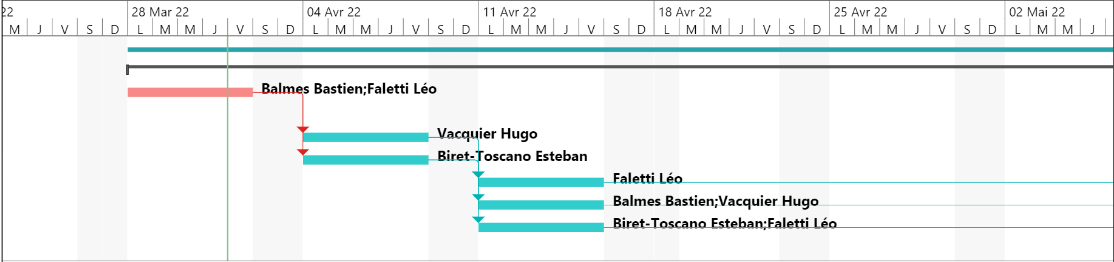 22 28 Mar 22 04 Avr 22 11 Avr 22 18 Avr 22 25 Avr 22 02 Mai 22
M J V S D L M M J V S D L M M J V S D L M M J V S D L M M J V S D L M M J V S D L M M J
Balmes Bastien;Faletti Léo
Vacquier Hugo
Biret-Toscano Esteban
Faletti Léo
Balmes Bastien;Vacquier Hugo
Biret-Toscano Esteban;Faletti Léo